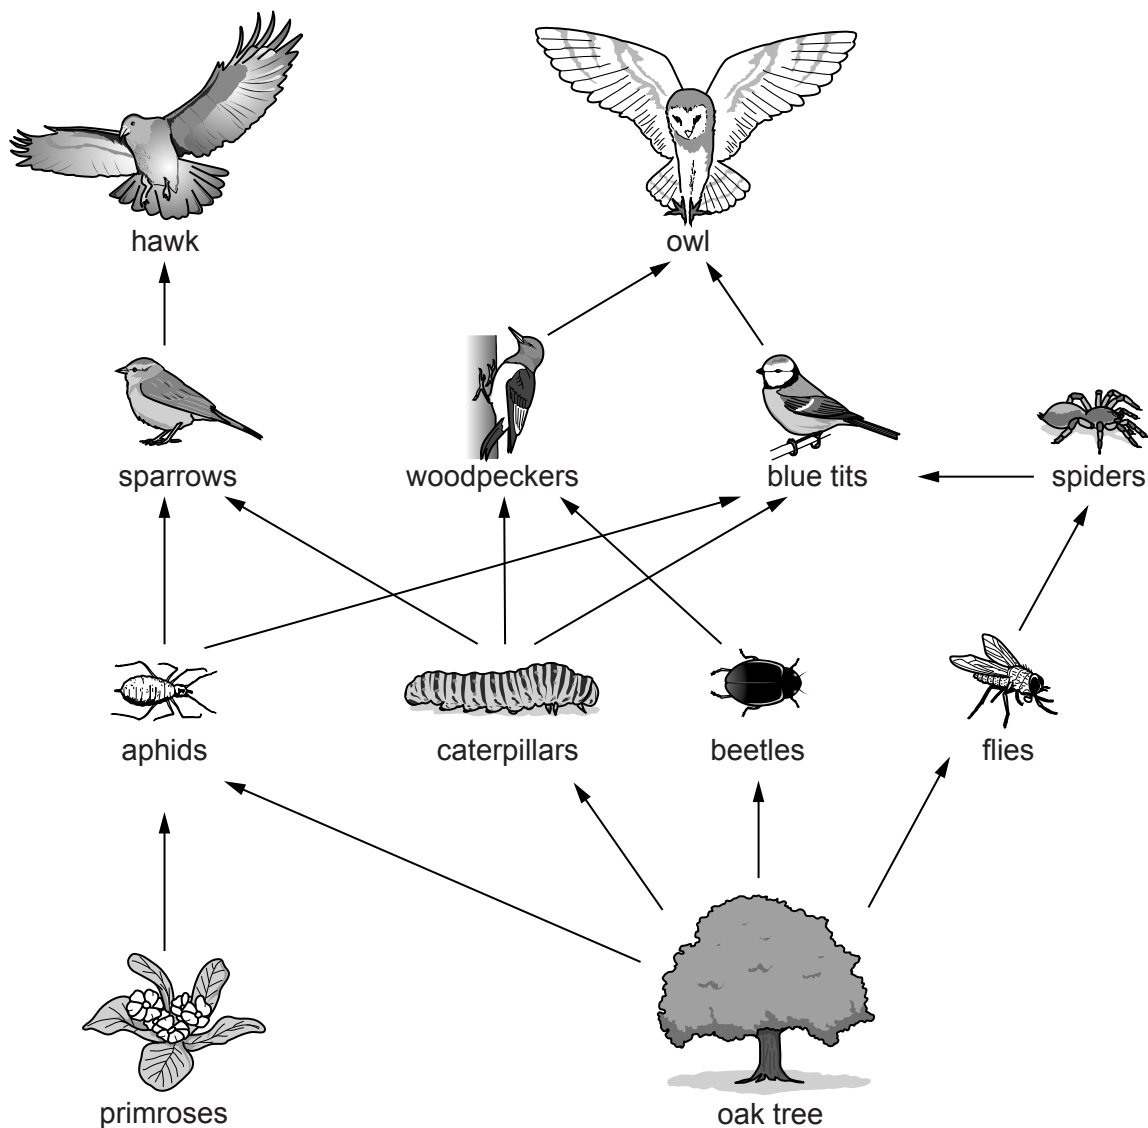 hawk
owl
sparrows
woodpeckers
blue tits
spiders
aphids
caterpillars
beetles
flies
primroses
oak tree